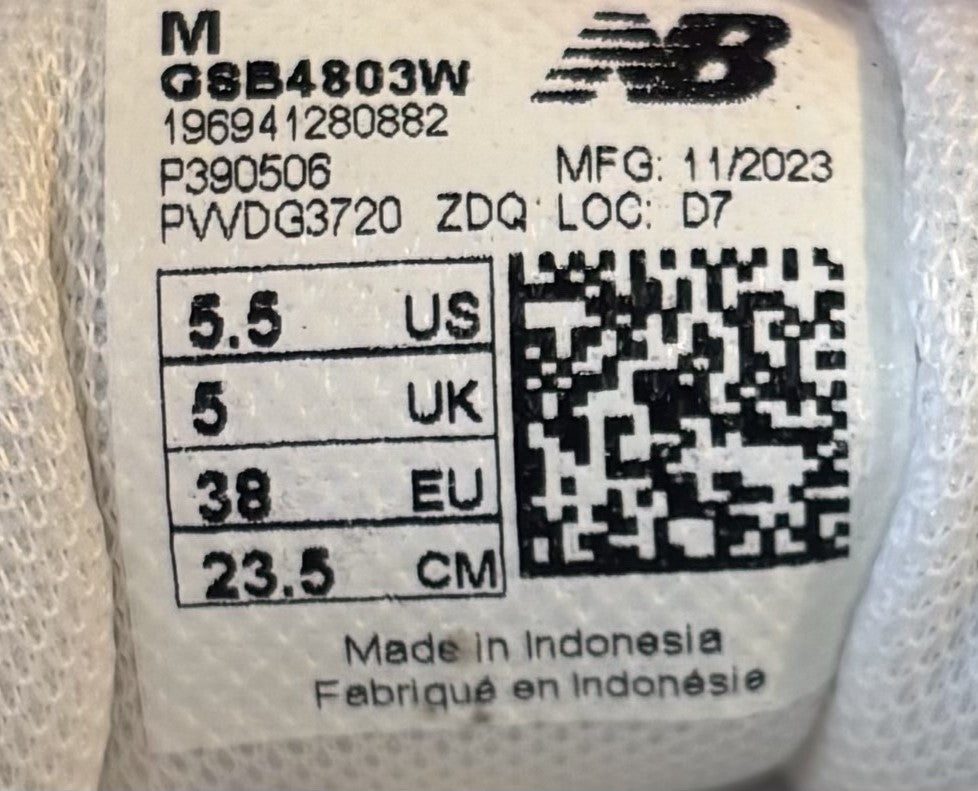 M
GSB4803W
NB
196941280882
P390506
MFG: 11/2023
PWDG3720 ZDQ LOC: D7
5.5 US
5 UK
38 EU
23.5 CM
Made in Indonesia
Fabriqué en Indonésie